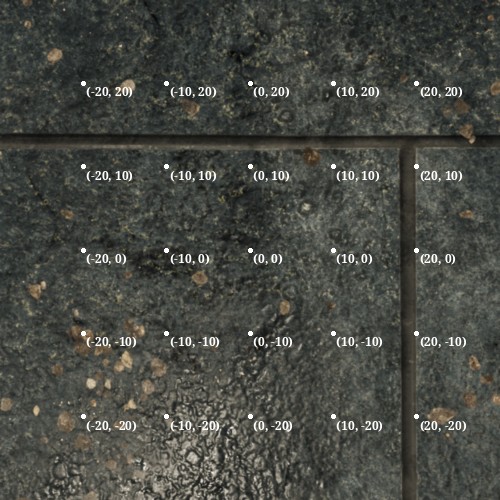 (-20, 20) (-10, 20) (0, 20) (10, 20) (20, 20)
(-20, 10) (-10, 10) (0, 10) (10, 10) (20, 10)
(-20, 0) (-10, 0) (0, 0) (10, 0) (20, 0)
(-20, -10) (-10, -10) (0, -10) (10, -10) (20, -10)
(-20, -20) (-10, -20) (0, -20) (10, -20) (20, -20)